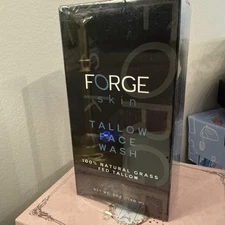 FORGE
skin
TALLOW
FACE
WASH
100% NATURAL GRASS
FED TALLOW